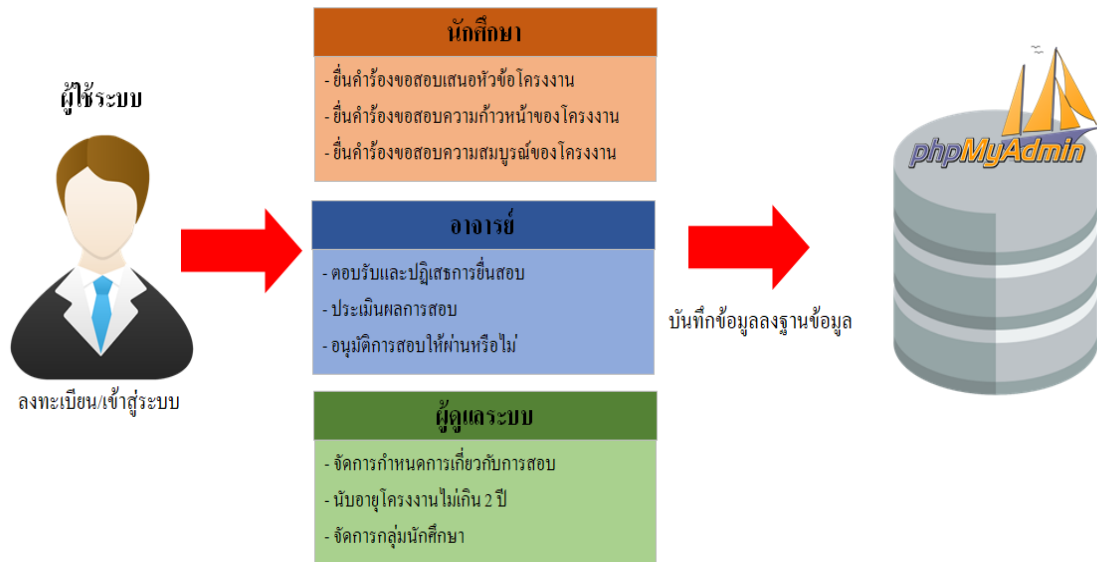 ผู้ใช้ระบบ
ลงทะเบียน/เข้าสู่ระบบ
นักศึกษา
- ยื่นคำร้องขอสอบเสนอหัวข้อโครงงาน
- ยื่นคำร้องขอสอบความก้าวหน้าของโครงงาน
- ยื่นคำร้องขอสอบความสมบูรณ์ของโครงงาน
อาจารย์
- ตอบรับและปฏิเสธการยื่นสอบ
- ประเมินผลการสอบ
- อนุมัติการสอบให้ผ่านหรือไม่
ผู้ดูแลระบบ
- จัดการกำหนดการเกี่ยวกับการสอบ
- นับอายุโครงงานไม่เกิน 2 ปี
- จัดการกลุ่มนักศึกษา
บันทึกข้อมูลลงฐานข้อมูล
phpMyAdmin